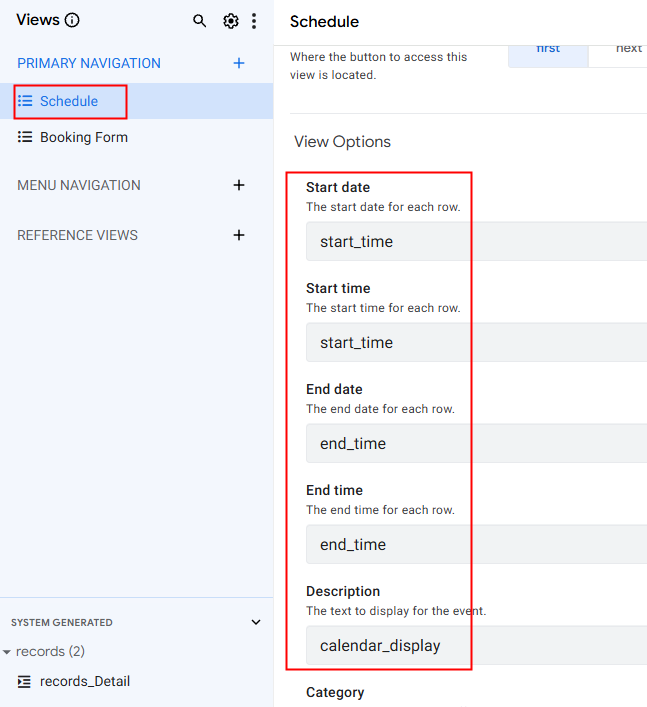 Views
PRIMARY NAVIGATION
Schedule
Booking Form
MENU NAVIGATION
REFERENCE VIEWS
SYSTEM GENERATED
records (2)
records_Detail
Schedule
Where the button to access this
view is located.
first
next
View Options
Start date
The start date for each row.
start_time
Start time
The start time for each row.
start_time
End date
The end date for each row.
end_time
End time
The end time for each row.
end_time
Description
The text to display for the event.
calendar_display
Category